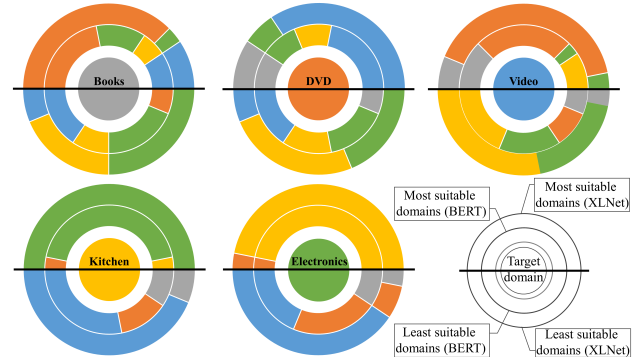 Books
DVD
Video
Kitchen
Electronics
Most suitable
domains (BERT)
Most suitable
domains (XLNet)
Target
domain
Least suitable
domains (BERT)
Least suitable
domains (XLNet)